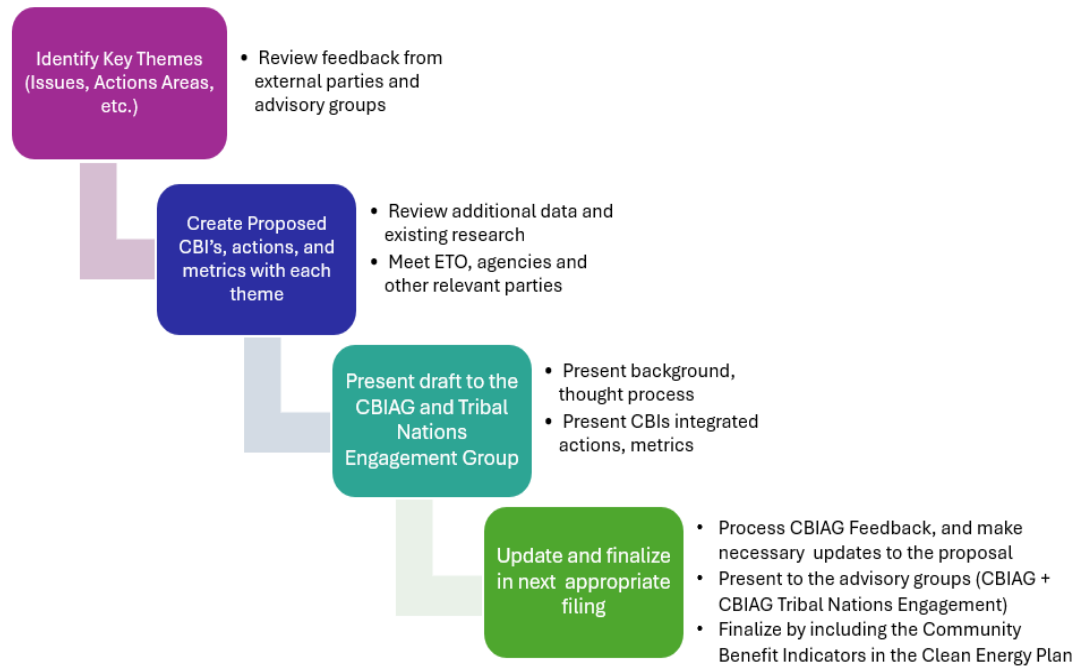 Identify Key Themes
(Issues, Actions Areas,
etc.)
• Review feedback from
external parties and
advisory groups
Create Proposed
CBI's, actions, and
metrics with each
theme
• Review additional data and
existing research
• Meet ETO, agencies and
other relevant parties
Present draft to the
CBIAG and Tribal
Nations
Engagement Group
• Present background,
thought process
• Present CBIs integrated
actions, metrics
Update and finalize
in next appropriate
filing
• Process CBIAG Feedback, and make
necessary updates to the proposal
• Present to the advisory groups (CBIAG +
CBIAG Tribal Nations Engagement)
• Finalize by including the Community
Benefit Indicators in the Clean Energy Plan